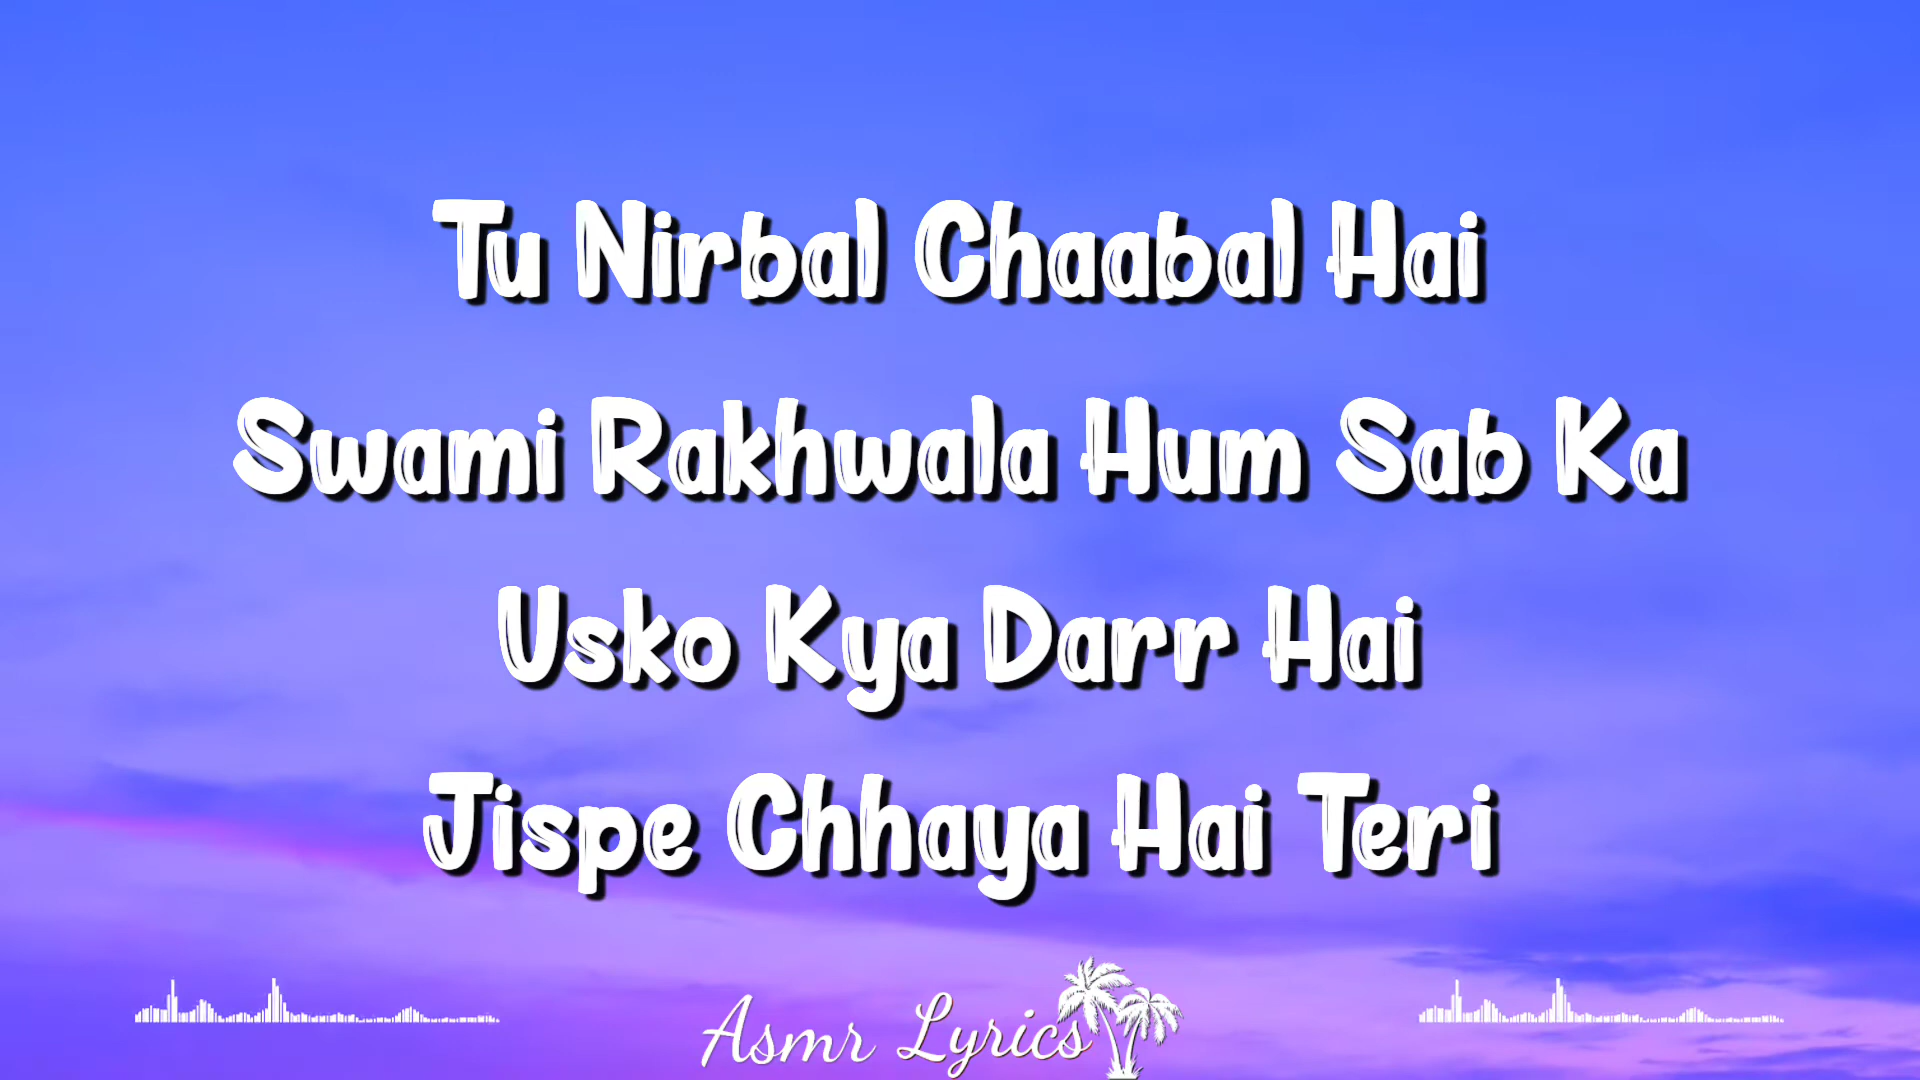 Tu Nirbal Chaabal Hai
Swami Rakhwala Hum Sab Ka
Usko Kya Darr Hai
Jispe Chhaya Hai Teri
Asmr Lyrics